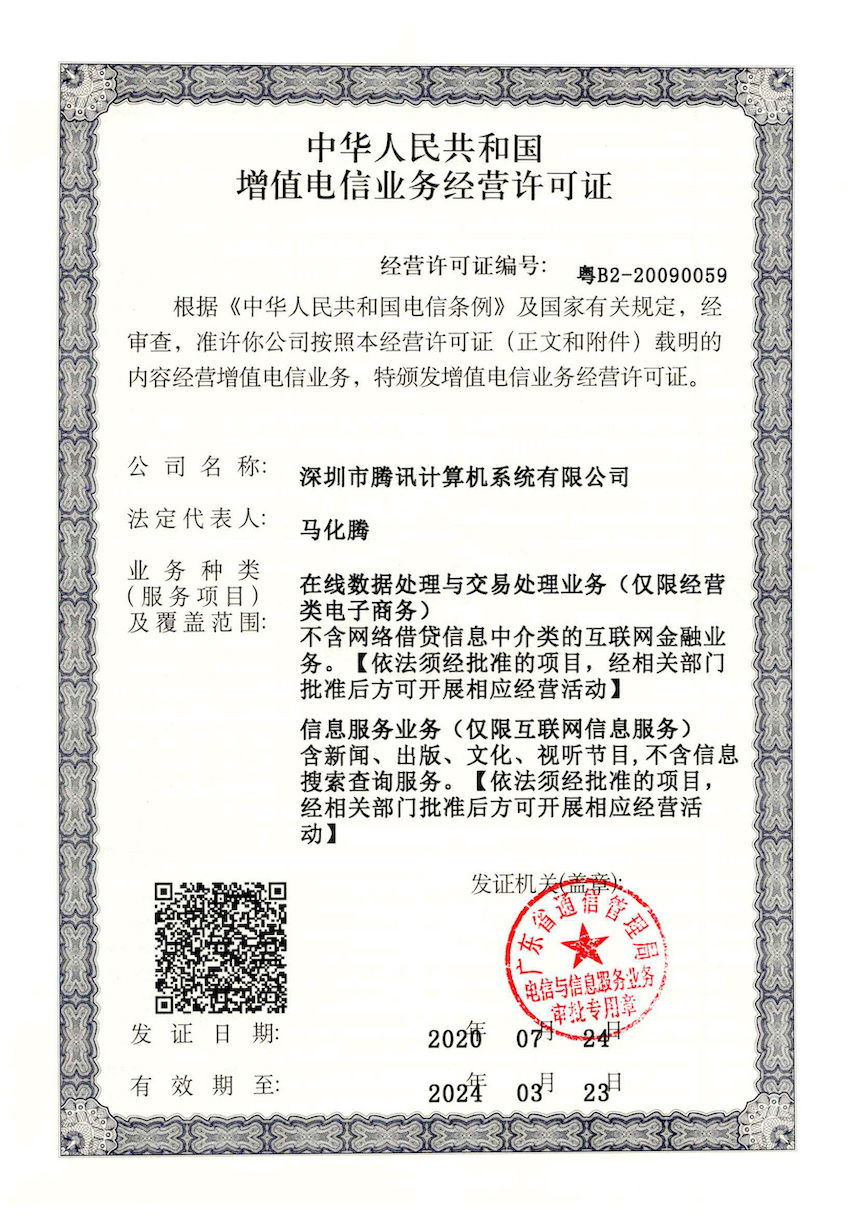 中华人民共和国
增值电信业务经营许可证
经营许可证编号: 粤B2-20090059
根据《中华人民共和国电信条例》及国家有关规定，经
审查，准许你公司按照本经营许可证（正文和附件）载明的
内容经营增值电信业务，特颁发增值电信业务经营许可证。
公司名称: 深圳市腾讯计算机系统有限公司
法定代表人: 马化腾
业务种类
(服务项目)
及覆盖范围:
在线数据处理与交易处理业务（仅限经营
类电子商务）
不含网络借贷信息中介类的互联网金融业
务。【依法须经批准的项目，经相关部门
批准后方可开展相应经营活动】
信息服务业务（仅限互联网信息服务）
含新闻、出版、文化、视听节目,不含信息
搜索查询服务。【依法须经批准的项目，
经相关部门批准后方可开展相应经营活
动】
发证机关(盖章):
广东省通信管理局
电信与信息服务业务
审批专用章
发证日期: 2020年 07月 24日
有效期至: 2024年 03月 23日